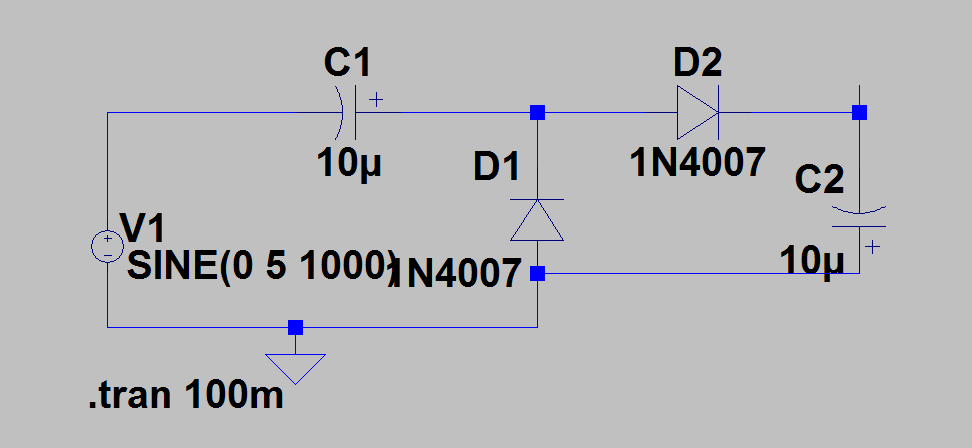 C1
+
10µ
D2
1N4007
D1
1N4007
C2
+
10µ
V1
+
−
SINE(0 5 1000)
.tran 100m